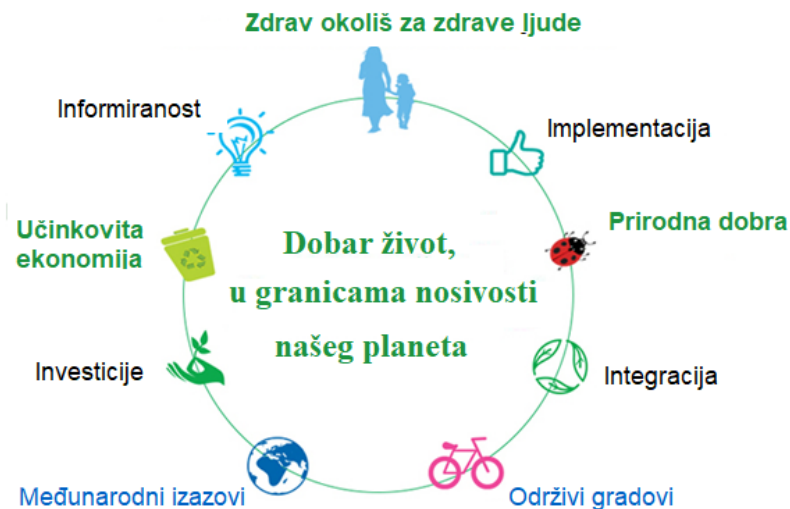 Zdrav okoliš za zdrave ljude
Informiranost
Implementacija
Učinkovita
ekonomija
Prirodna dobra
Dobar život,
u granicama nosivosti
našeg planeta
Investicije
Integracija
Međunarodni izazovi
Održivi gradovi